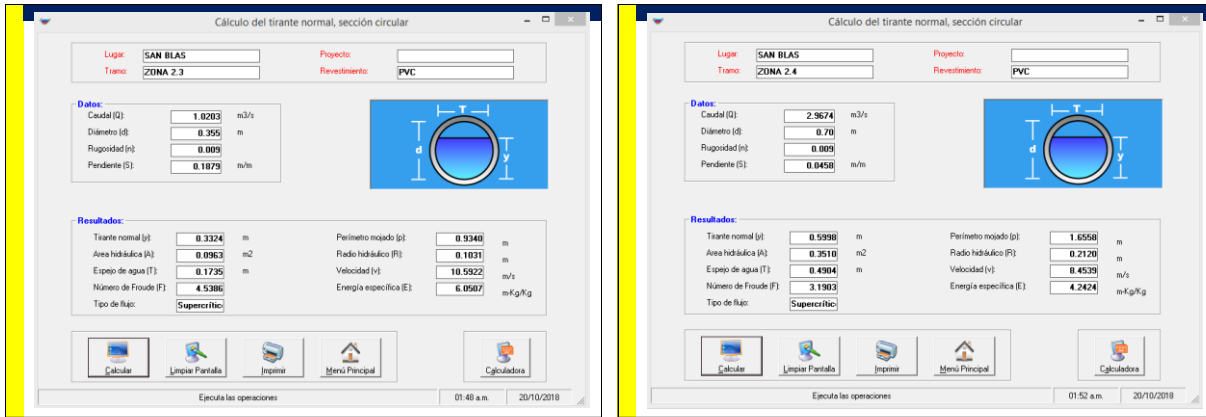 Cálculo del tirante normal, sección circular
Lugar: SAN BLAS Proyecto:
Tramo: ZONA 2.3 Revestimiento: PVC
Datos:
Caudal (Q): 1.0203 m3/s
Diámetro (d): 0.355 m
Rugosidad (n): 0.009
Pendiente (S): 0.1879 m/m
T
d
y
Resultados:
Tirante normal (y): 0.3324 m Perímetro mojado (p): 0.9340 m
Area hidráulica (A): 0.0963 m2 Radio hidráulico (R): 0.1031 m
Espejo de agua (T): 0.1735 m Velocidad (v): 10.5922 m/s
Número de Froude (F): 4.5386 Energía específica (E): 6.0507 m-Kg/Kg
Tipo de flujo: Supercrític
Calcular Limpiar Pantalla Imprimir Menú Principal Calculadora
Ejecuta las operaciones 01:48 a.m. 20/10/2018
Cálculo del tirante normal, sección circular
Lugar: SAN BLAS Proyecto:
Tramo: ZONA 2.4 Revestimiento: PVC
Datos:
Caudal (Q): 2.9674 m3/s
Diámetro (d): 0.70 m
Rugosidad (n): 0.009
Pendiente (S): 0.0458 m/m
T
d
y
Resultados:
Tirante normal (y): 0.5998 m Perímetro mojado (p): 1.6558 m
Area hidráulica (A): 0.3510 m2 Radio hidráulico (R): 0.2120 m
Espejo de agua (T): 0.4904 m Velocidad (v): 8.4539 m/s
Número de Froude (F): 3.1903 Energía específica (E): 4.2424 m-Kg/Kg
Tipo de flujo: Supercrític
Calcular Limpiar Pantalla Imprimir Menú Principal Calculadora
Ejecuta las operaciones 01:52 a.m. 20/10/2018